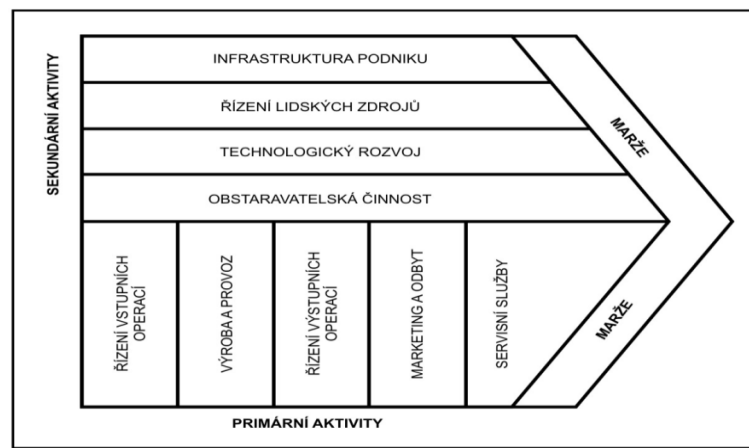 SEKUNDÁRNÍ AKTIVITY
INFRASTRUKTURA PODNIKU
ŘÍZENÍ LIDSKÝCH ZDROJŮ
TECHNOLOGICKÝ ROZVOJ
OBSTARAVATELSKÁ ČINNOST
MARŽE
ŘÍZENÍ VSTUPNÍCH
OPERACÍ
VÝROBA A PROVOZ
ŘÍZENÍ VÝSTUPNÍCH
OPERACÍ
MARKETING A ODBYT
SERVISNÍ SLUŽBY
MARŽE
PRIMÁRNÍ AKTIVITY